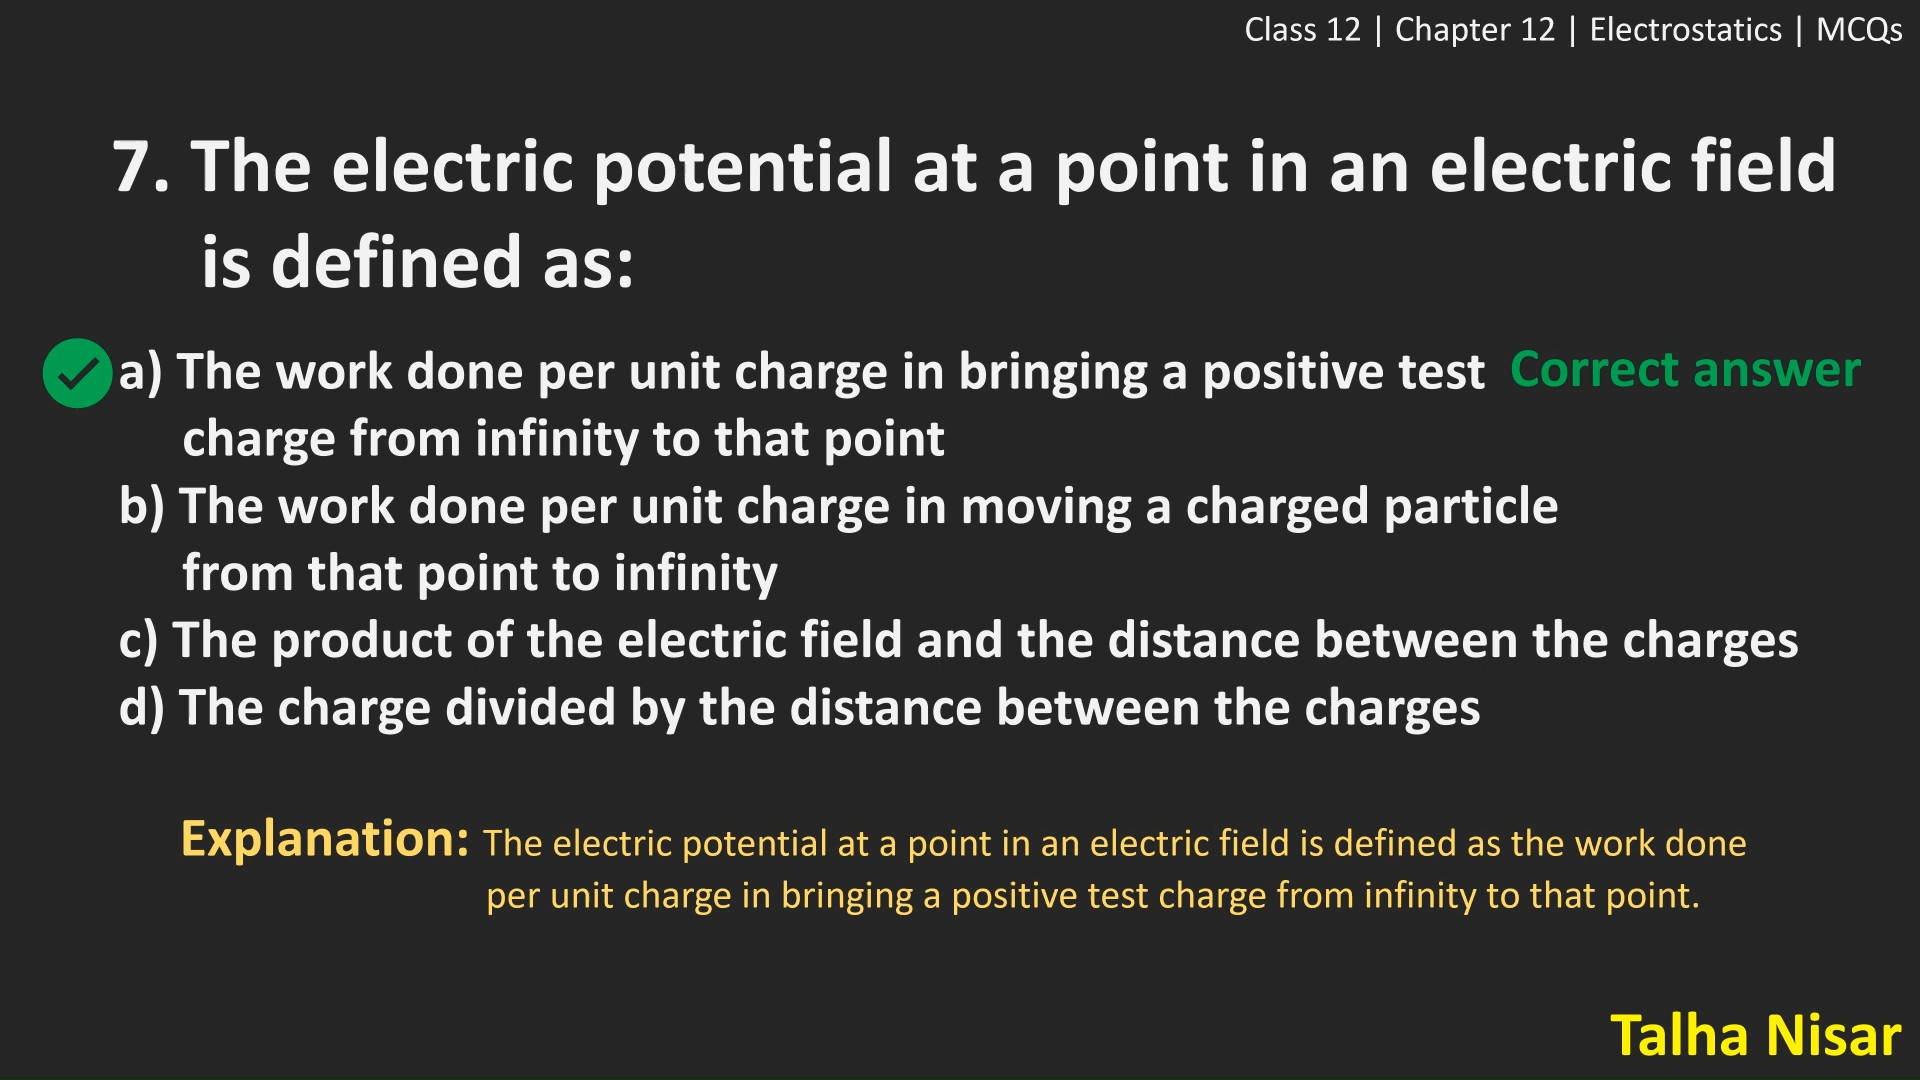 Class 12 | Chapter 12 | Electrostatics | MCQs
7. The electric potential at a point in an electric field
is defined as:
a) The work done per unit charge in bringing a positive test Correct answer
charge from infinity to that point
b) The work done per unit charge in moving a charged particle
from that point to infinity
c) The product of the electric field and the distance between the charges
d) The charge divided by the distance between the charges
Explanation: The electric potential at a point in an electric field is defined as the work done
per unit charge in bringing a positive test charge from infinity to that point.
Talha Nisar